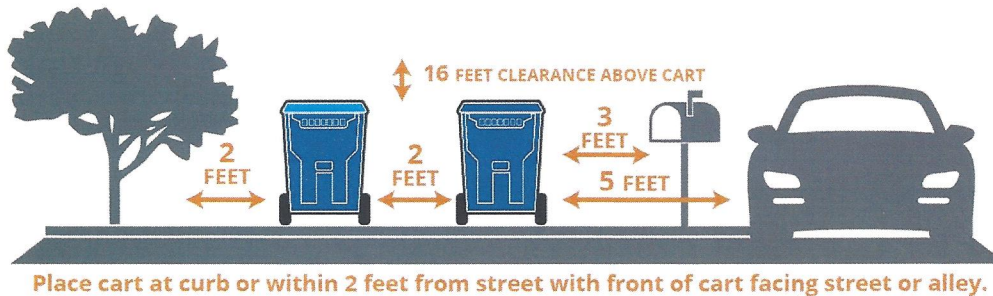 16 FEET CLEARANCE ABOVE CART
2
FEET
2
FEET
3
FEET
5 FEET
Place cart at curb or within 2 feet from street with front of cart facing street or alley.